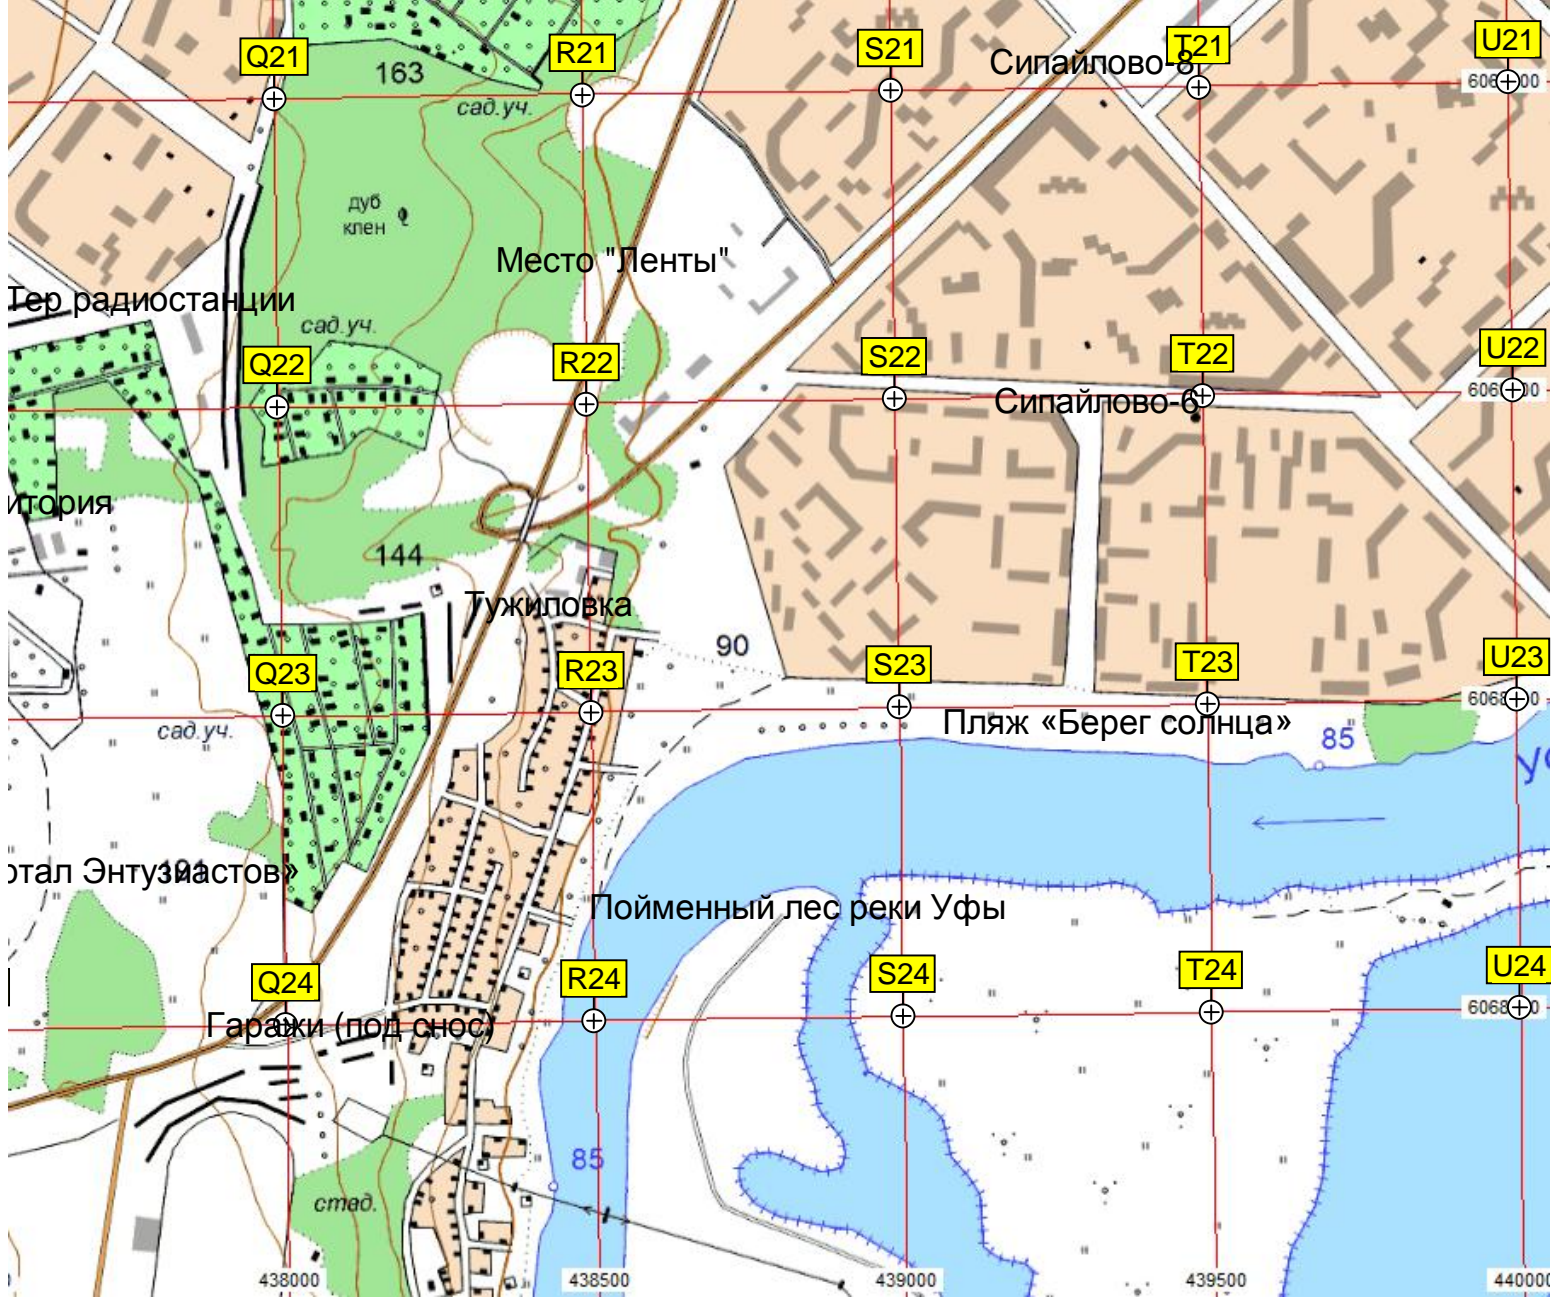 Q21
R21
S21
T21
U21
163
Сипайлово-8
сад.уч.
дуб
клен
Место "Ленты"
Тер радиостанции
сад.уч.
Q22
R22
S22
T22
U22
Сипайлово-6
итория
144
Тужиловка
90
Q23
R23
S23
T23
U23
сад.уч.
Пляж «Берег солнца»
85
отал Энтузиастов»
Пойменный лес реки Уфы
Q24
R24
S24
T24
U24
Гаражи (под снос)
85
стад.
438000
438500
439000
439500
440000